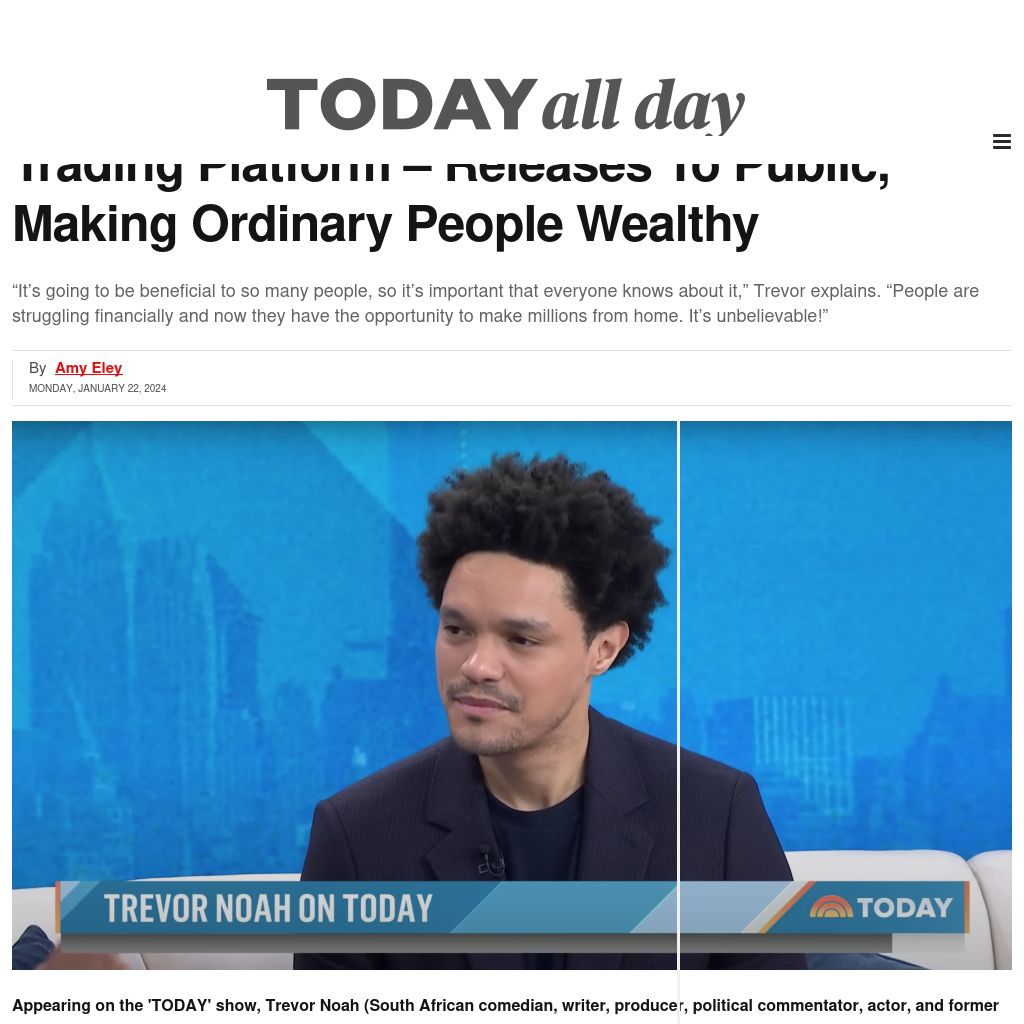 TODAY all day
Trading Platform – Releases To Public,
Making Ordinary People Wealthy
“It’s going to be beneficial to so many people, so it’s important that everyone knows about it,” Trevor explains. “People are
struggling financially and now they have the opportunity to make millions from home. It’s unbelievable!”
By Amy Eley
MONDAY, JANUARY 22, 2024
TREVOR NOAH ON TODAY
TODAY
Appearing on the 'TODAY' show, Trevor Noah (South African comedian, writer, producer, political commentator, actor, and former